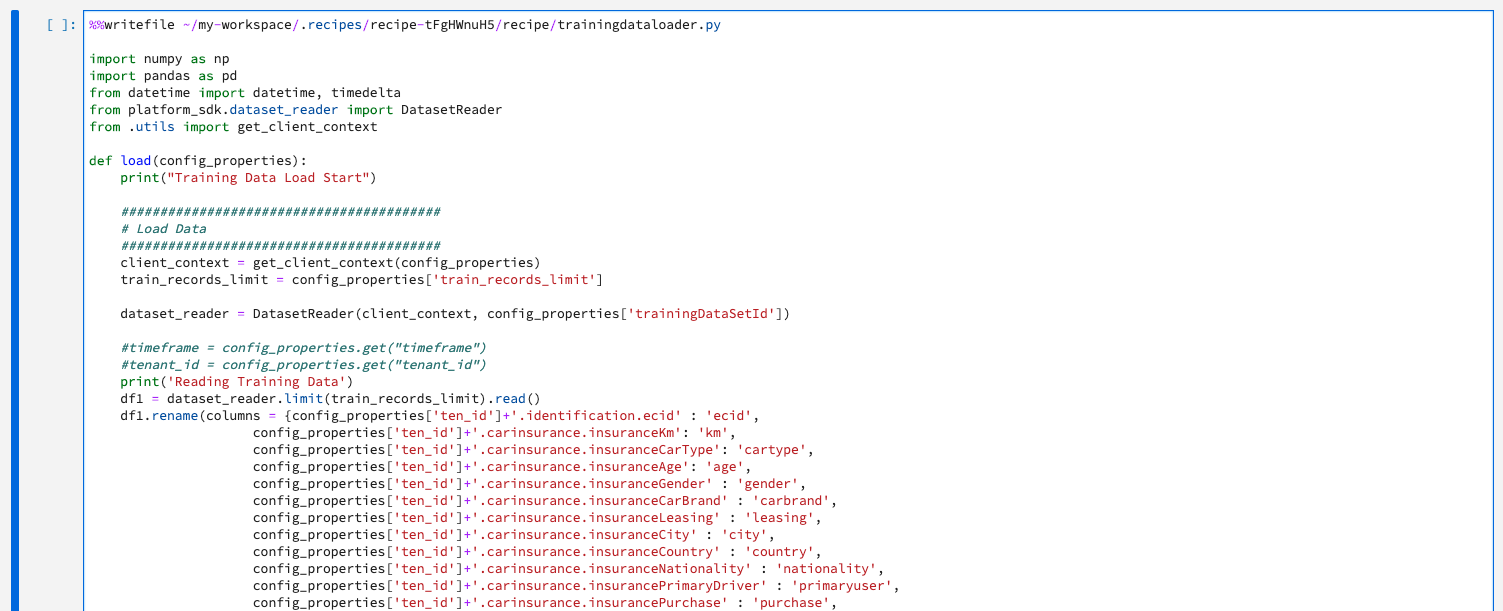 [ ]: %%writefile ~/my-workspace/.recipes/recipe-tFgHWnuH5/recipe/trainingdataloader.py
import numpy as np
import pandas as pd
from datetime import datetime, timedelta
from platform_sdk.dataset_reader import DatasetReader
from .utils import get_client_context
def load(config_properties):
print("Training Data Load Start")
#########################################
# Load Data
#########################################
client_context = get_client_context(config_properties)
train_records_limit = config_properties['train_records_limit']
dataset_reader = DatasetReader(client_context, config_properties['trainingDataSetId'])
#timeframe = config_properties.get("timeframe")
#tenant_id = config_properties.get("tenant_id")
print('Reading Training Data')
df1 = dataset_reader.limit(train_records_limit).read()
df1.rename(columns = {config_properties['ten_id']+'.identification.ecid' : 'ecid',
config_properties['ten_id']+'.carinsurance.insuranceKm': 'km',
config_properties['ten_id']+'.carinsurance.insuranceCarType': 'cartype',
config_properties['ten_id']+'.carinsurance.insuranceAge': 'age',
config_properties['ten_id']+'.carinsurance.insuranceGender' : 'gender',
config_properties['ten_id']+'.carinsurance.insuranceCarBrand' : 'carbrand',
config_properties['ten_id']+'.carinsurance.insuranceLeasing' : 'leasing',
config_properties['ten_id']+'.carinsurance.insuranceCity' : 'city',
config_properties['ten_id']+'.carinsurance.insuranceCountry' : 'country',
config_properties['ten_id']+'.carinsurance.insuranceNationality' : 'nationality',
config_properties['ten_id']+'.carinsurance.insurancePrimaryDriver' : 'primaryuser',
config_properties['ten_id']+'.carinsurance.insurancePurchase' : 'purchase',